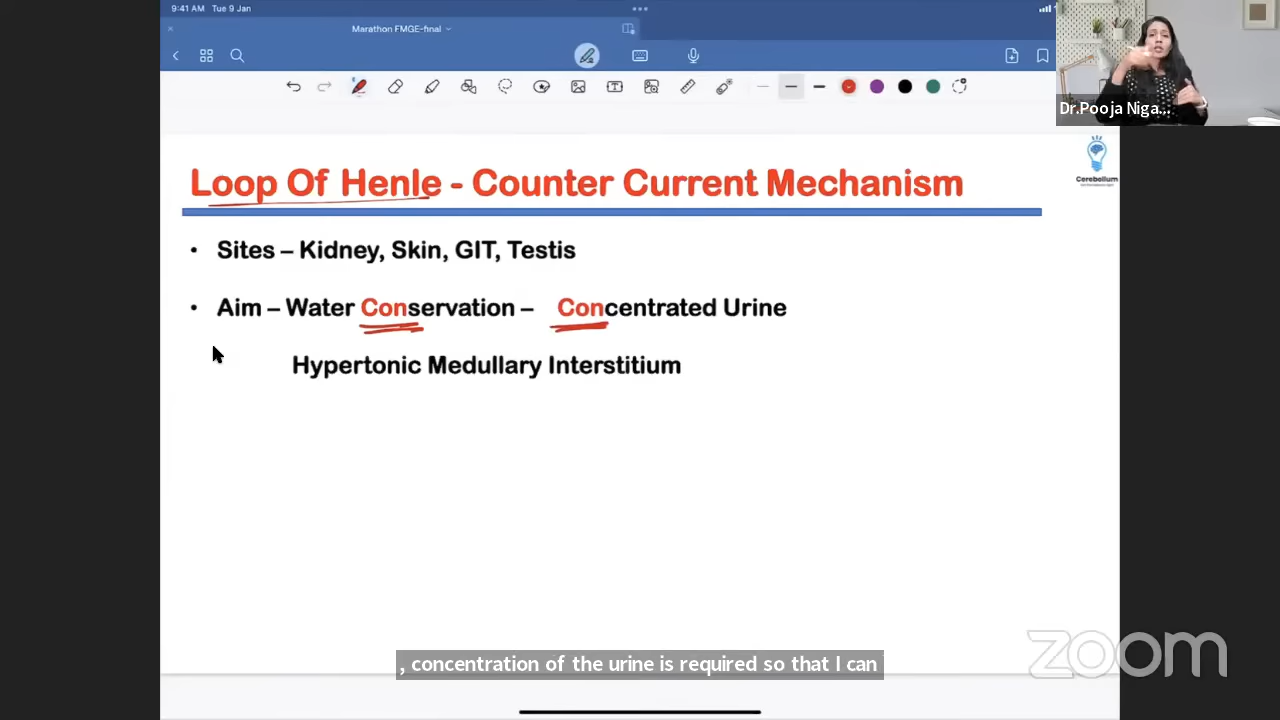 9:41 AM Tue 9 Jan
Marathon FMGE-final
Dr.Pooja Niga...
Cerebellum
Loop Of Henle - Counter Current Mechanism
• Sites – Kidney, Skin, GIT, Testis
• Aim – Water Conservation – Concentrated Urine
Hypertonic Medullary Interstitium
, concentration of the urine is required so that I can
zoom